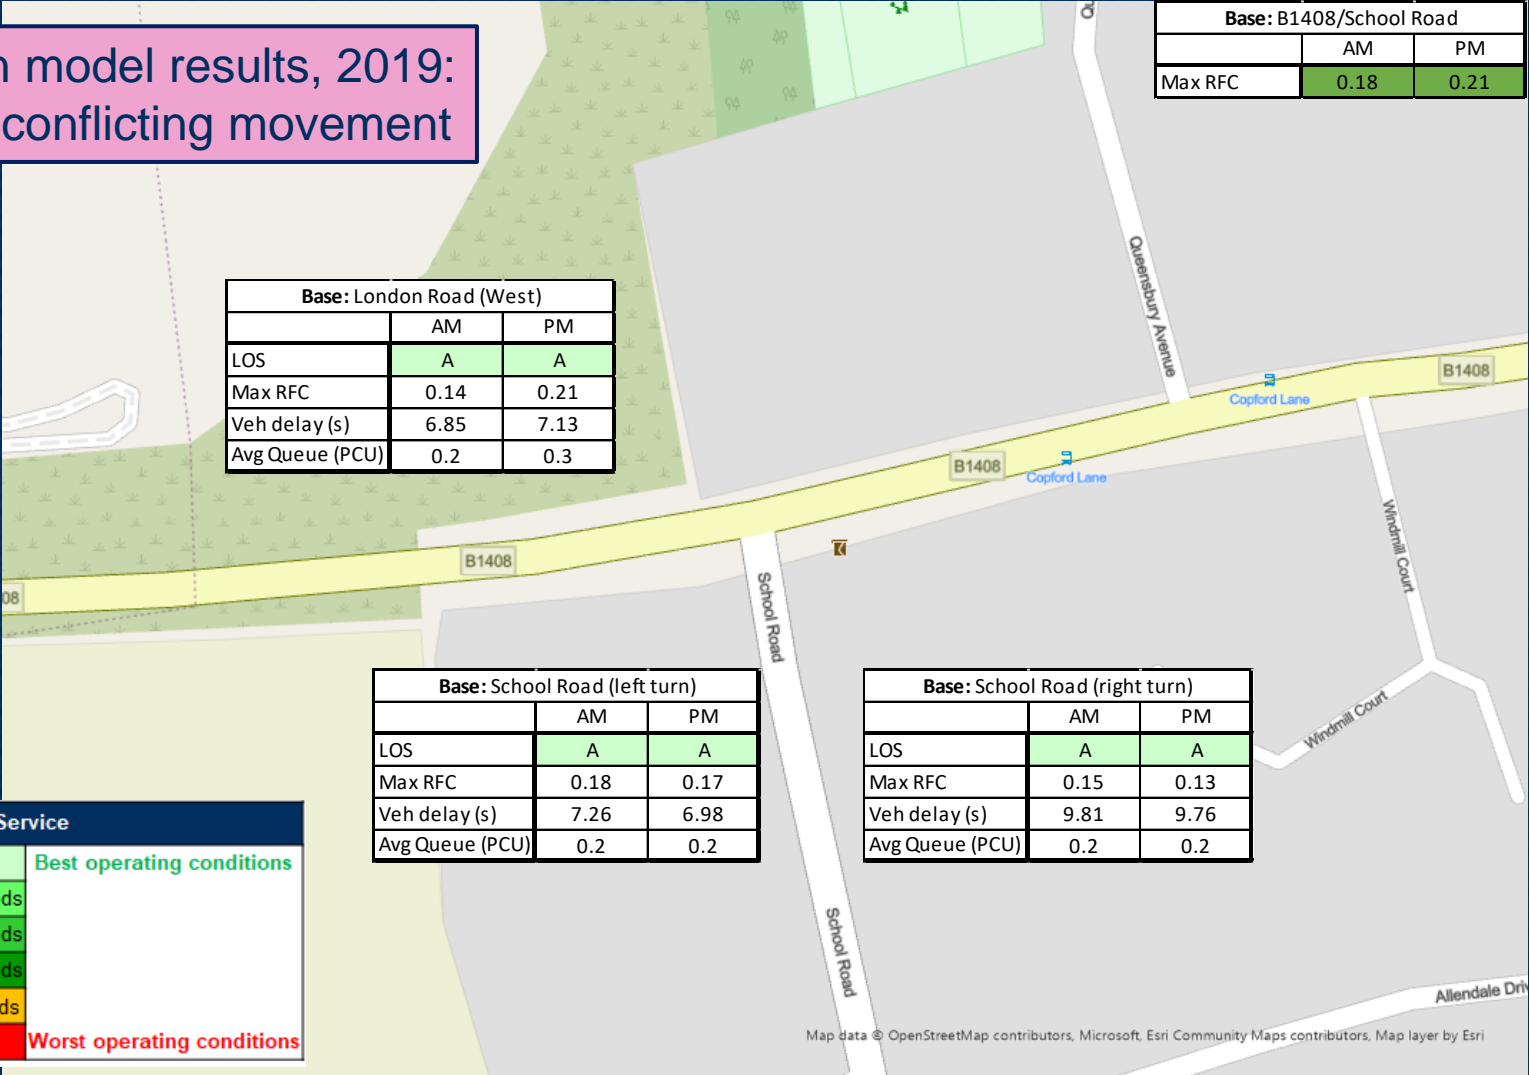 model results, 2019:
conflicting movement
Base: B1408/School Road
AM PM
Max RFC 0.18 0.21
Queensbury Avenue
Base: London Road (West)
AM PM
LOS A A
Max RFC 0.14 0.21
Veh delay (s) 6.85 7.13
Avg Queue (PCU) 0.2 0.3
B1408
Copford Lane
B1408
Copford Lane
B1408
08
Windmill Court
School Road
Base: School Road (left turn)
AM PM
LOS A A
Max RFC 0.18 0.17
Veh delay (s) 7.26 6.98
Avg Queue (PCU) 0.2 0.2
Base: School Road (right turn)
AM PM
LOS A A
Max RFC 0.15 0.13
Veh delay (s) 9.81 9.76
Avg Queue (PCU) 0.2 0.2
Windmill Court
Service
Best operating conditions
ds
ds
ds
ds
Worst operating conditions
School Road
Allendale Driv
Map data © OpenStreetMap contributors, Microsoft, Esri Community Maps contributors, Map layer by Esri